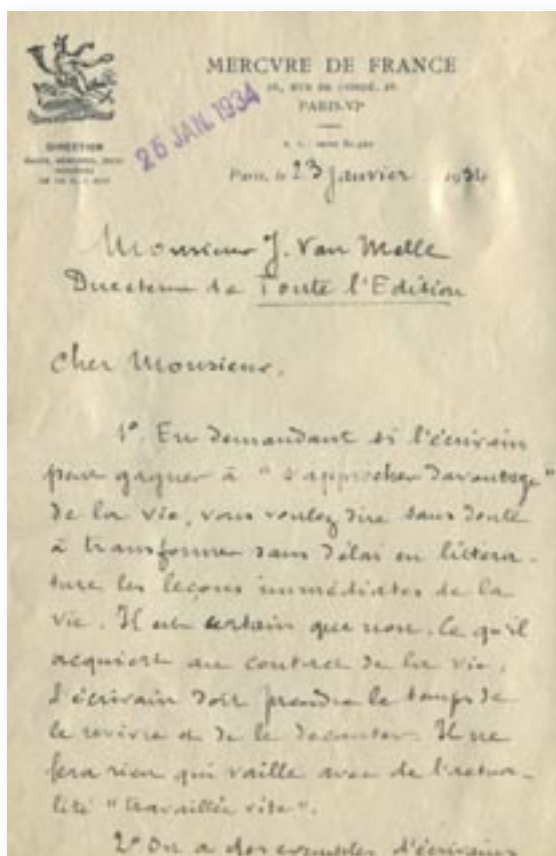 MERCVRE DE FRANCE
26, RVE DE CONDÉ, 26
PARIS-VIᵉ
DIRECTION
26 JAN. 1934
Paris, le 23 janvier 1934
Monsieur J. Van Melle
Directeur de Toute l'Edition
Cher Monsieur,
1° En demandant si l'écrivain
peut gagner à "s'approcher davantage"
de la vie, vous voulez dire sans doute
à transformer sans délai en littéra-
ture les leçons immédiates de la
vie. Il est certain que non. Ce qu'il
acquiert au contact de la vie,
l'écrivain doit prendre le temps de
le revivre et de le décanter. Il ne
fera rien qui vaille avec de l'actua-
lité "travaillée vite".
2° On a des exemples d'écrivains